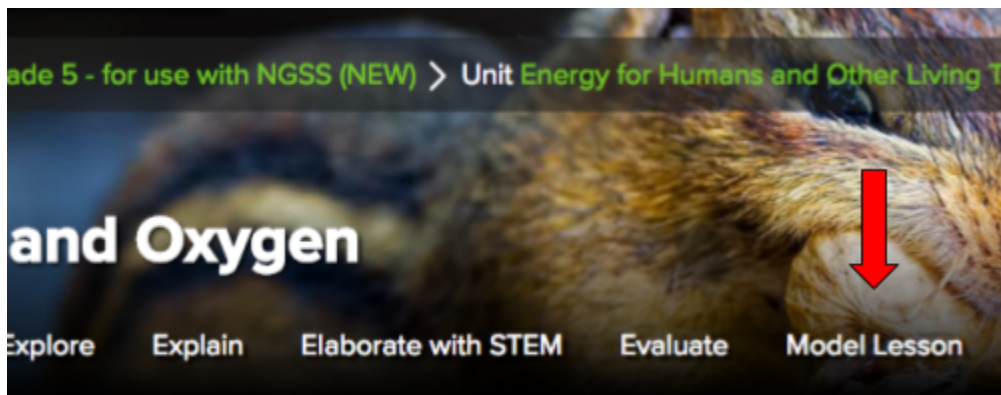 ade 5 - for use with NGSS (NEW) > Unit Energy for Humans and Other Living T
and Oxygen
Explore Explain Elaborate with STEM Evaluate Model Lesson